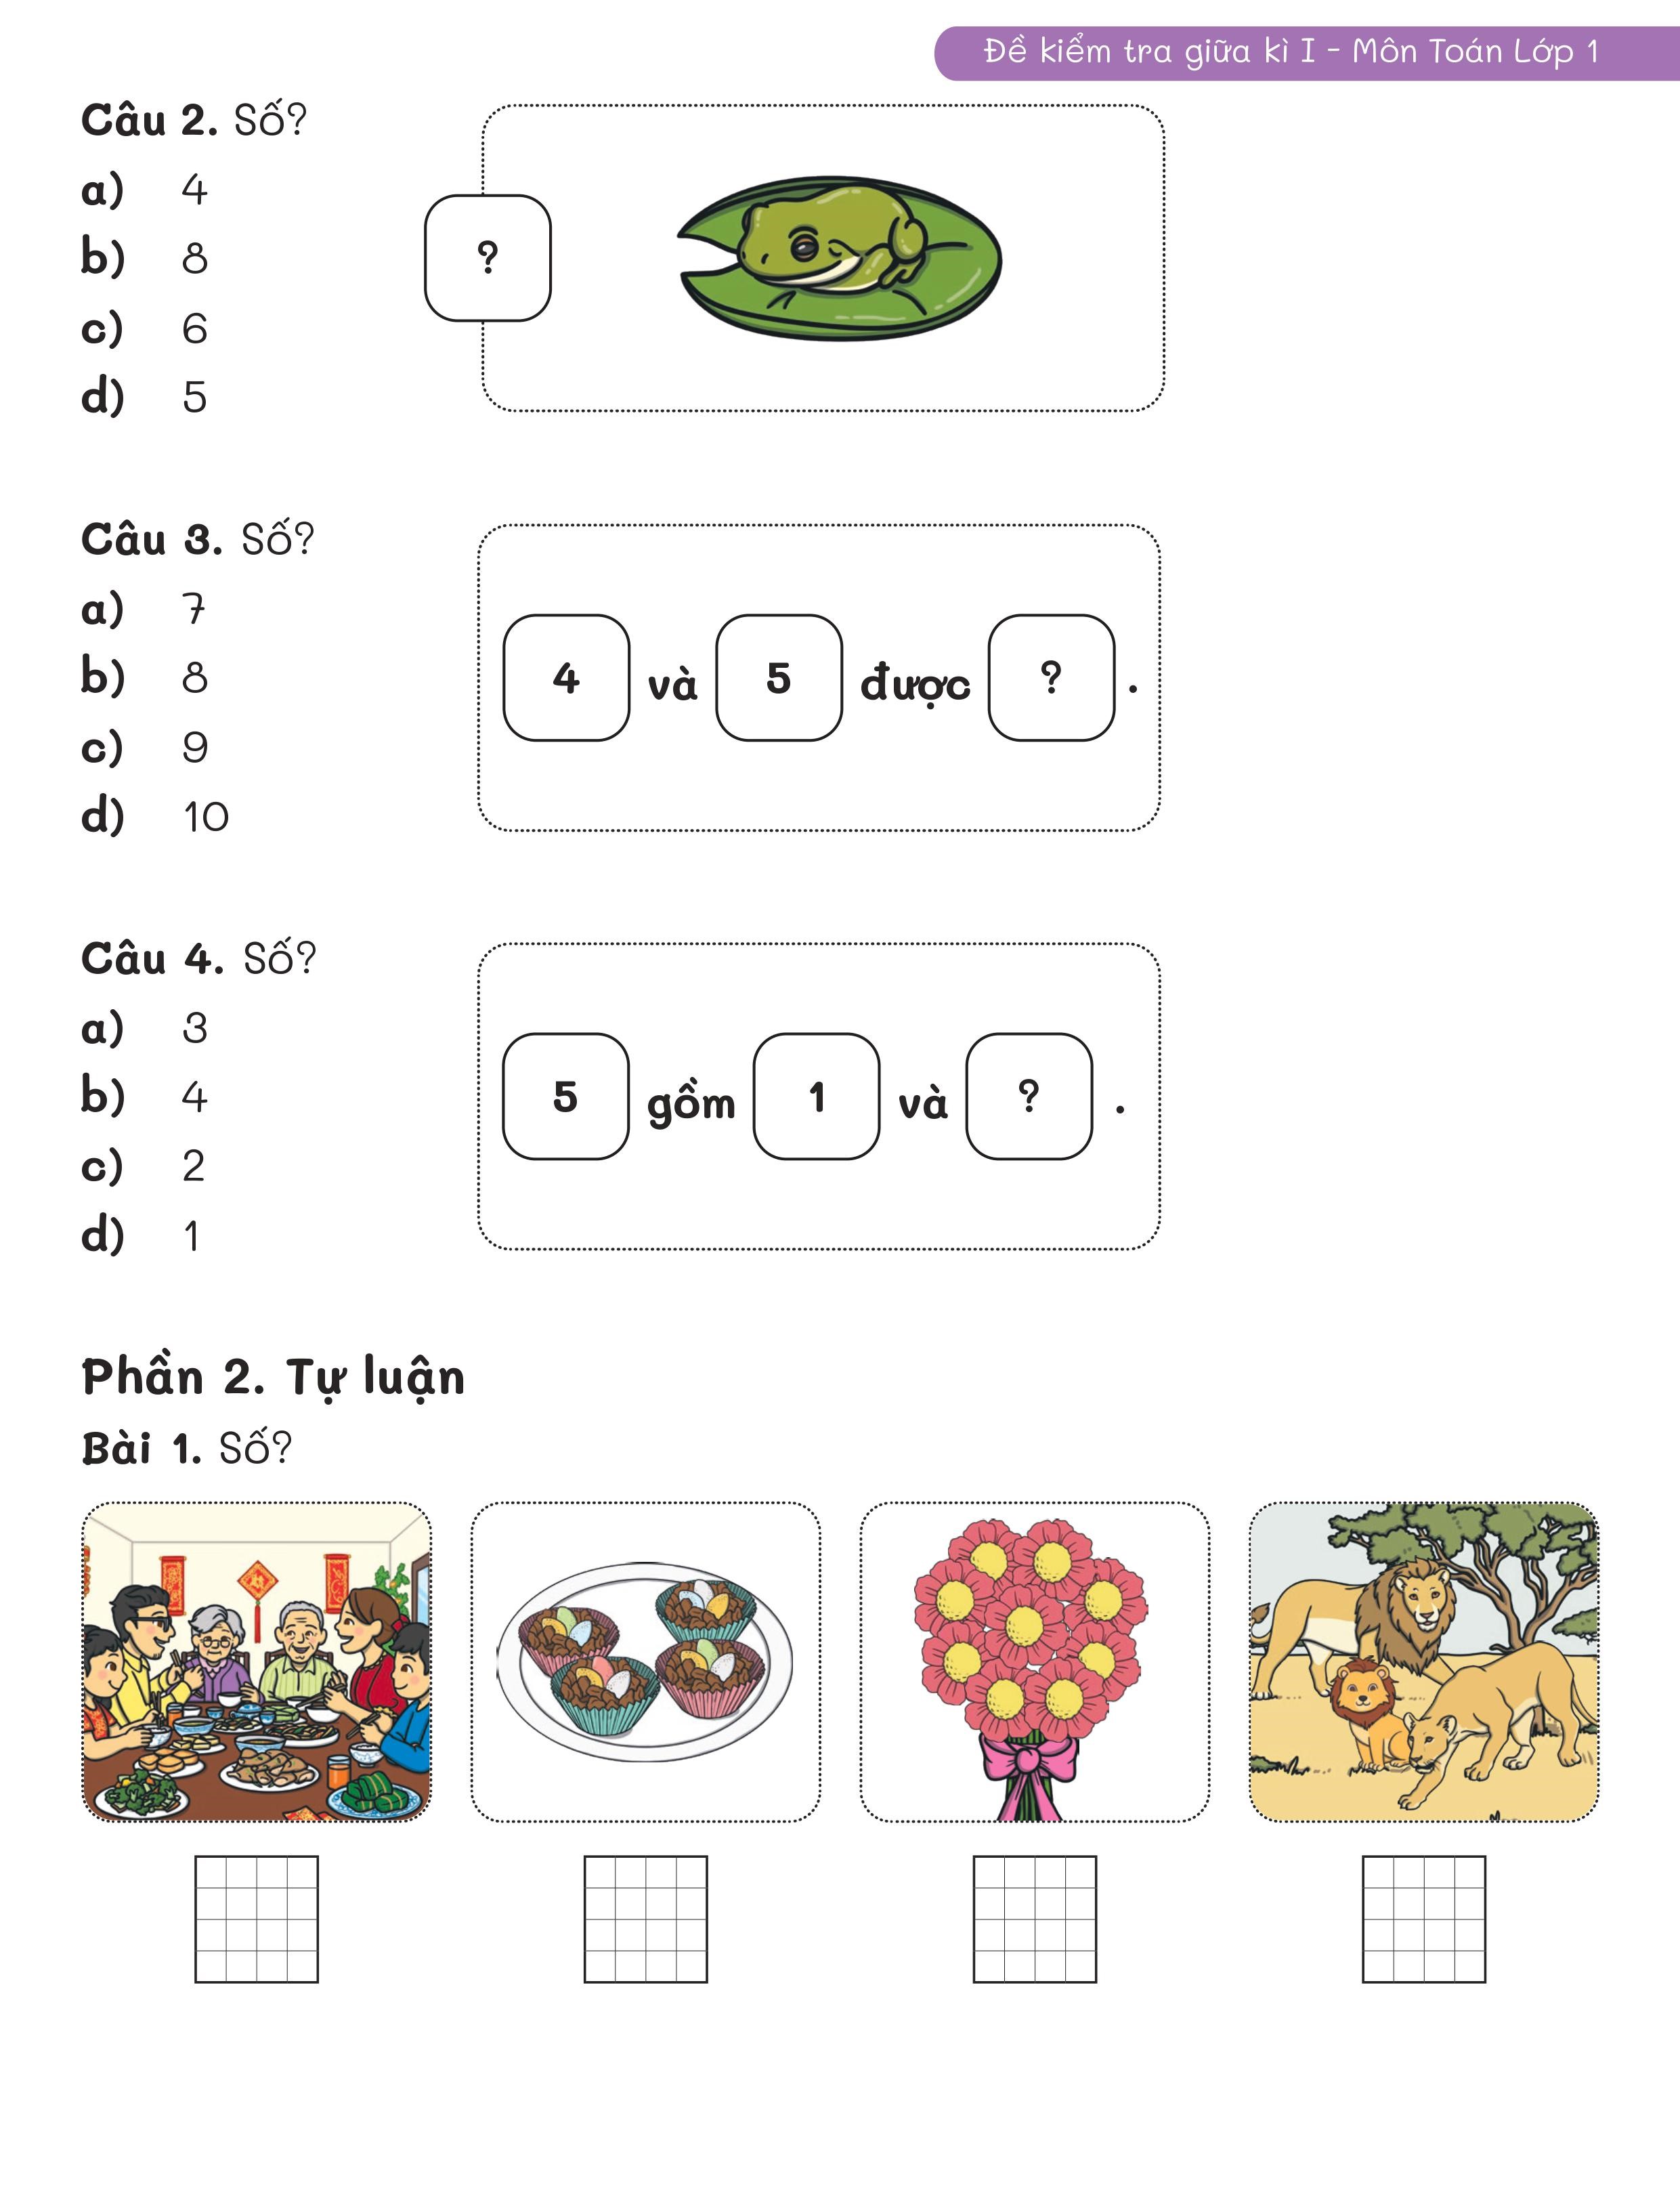 Đề kiểm tra giữa kì I - Môn Toán Lớp 1
Câu 2. Số?
a) 4
b) 8
c) 6
d) 5
?
Câu 3. Số?
a) 7
b) 8
c) 9
d) 10
4 và 5 được ? .
Câu 4. Số?
a) 3
b) 4
c) 2
d) 1
5 gồm 1 và ? .
Phần 2. Tự luận
Bài 1. Số?